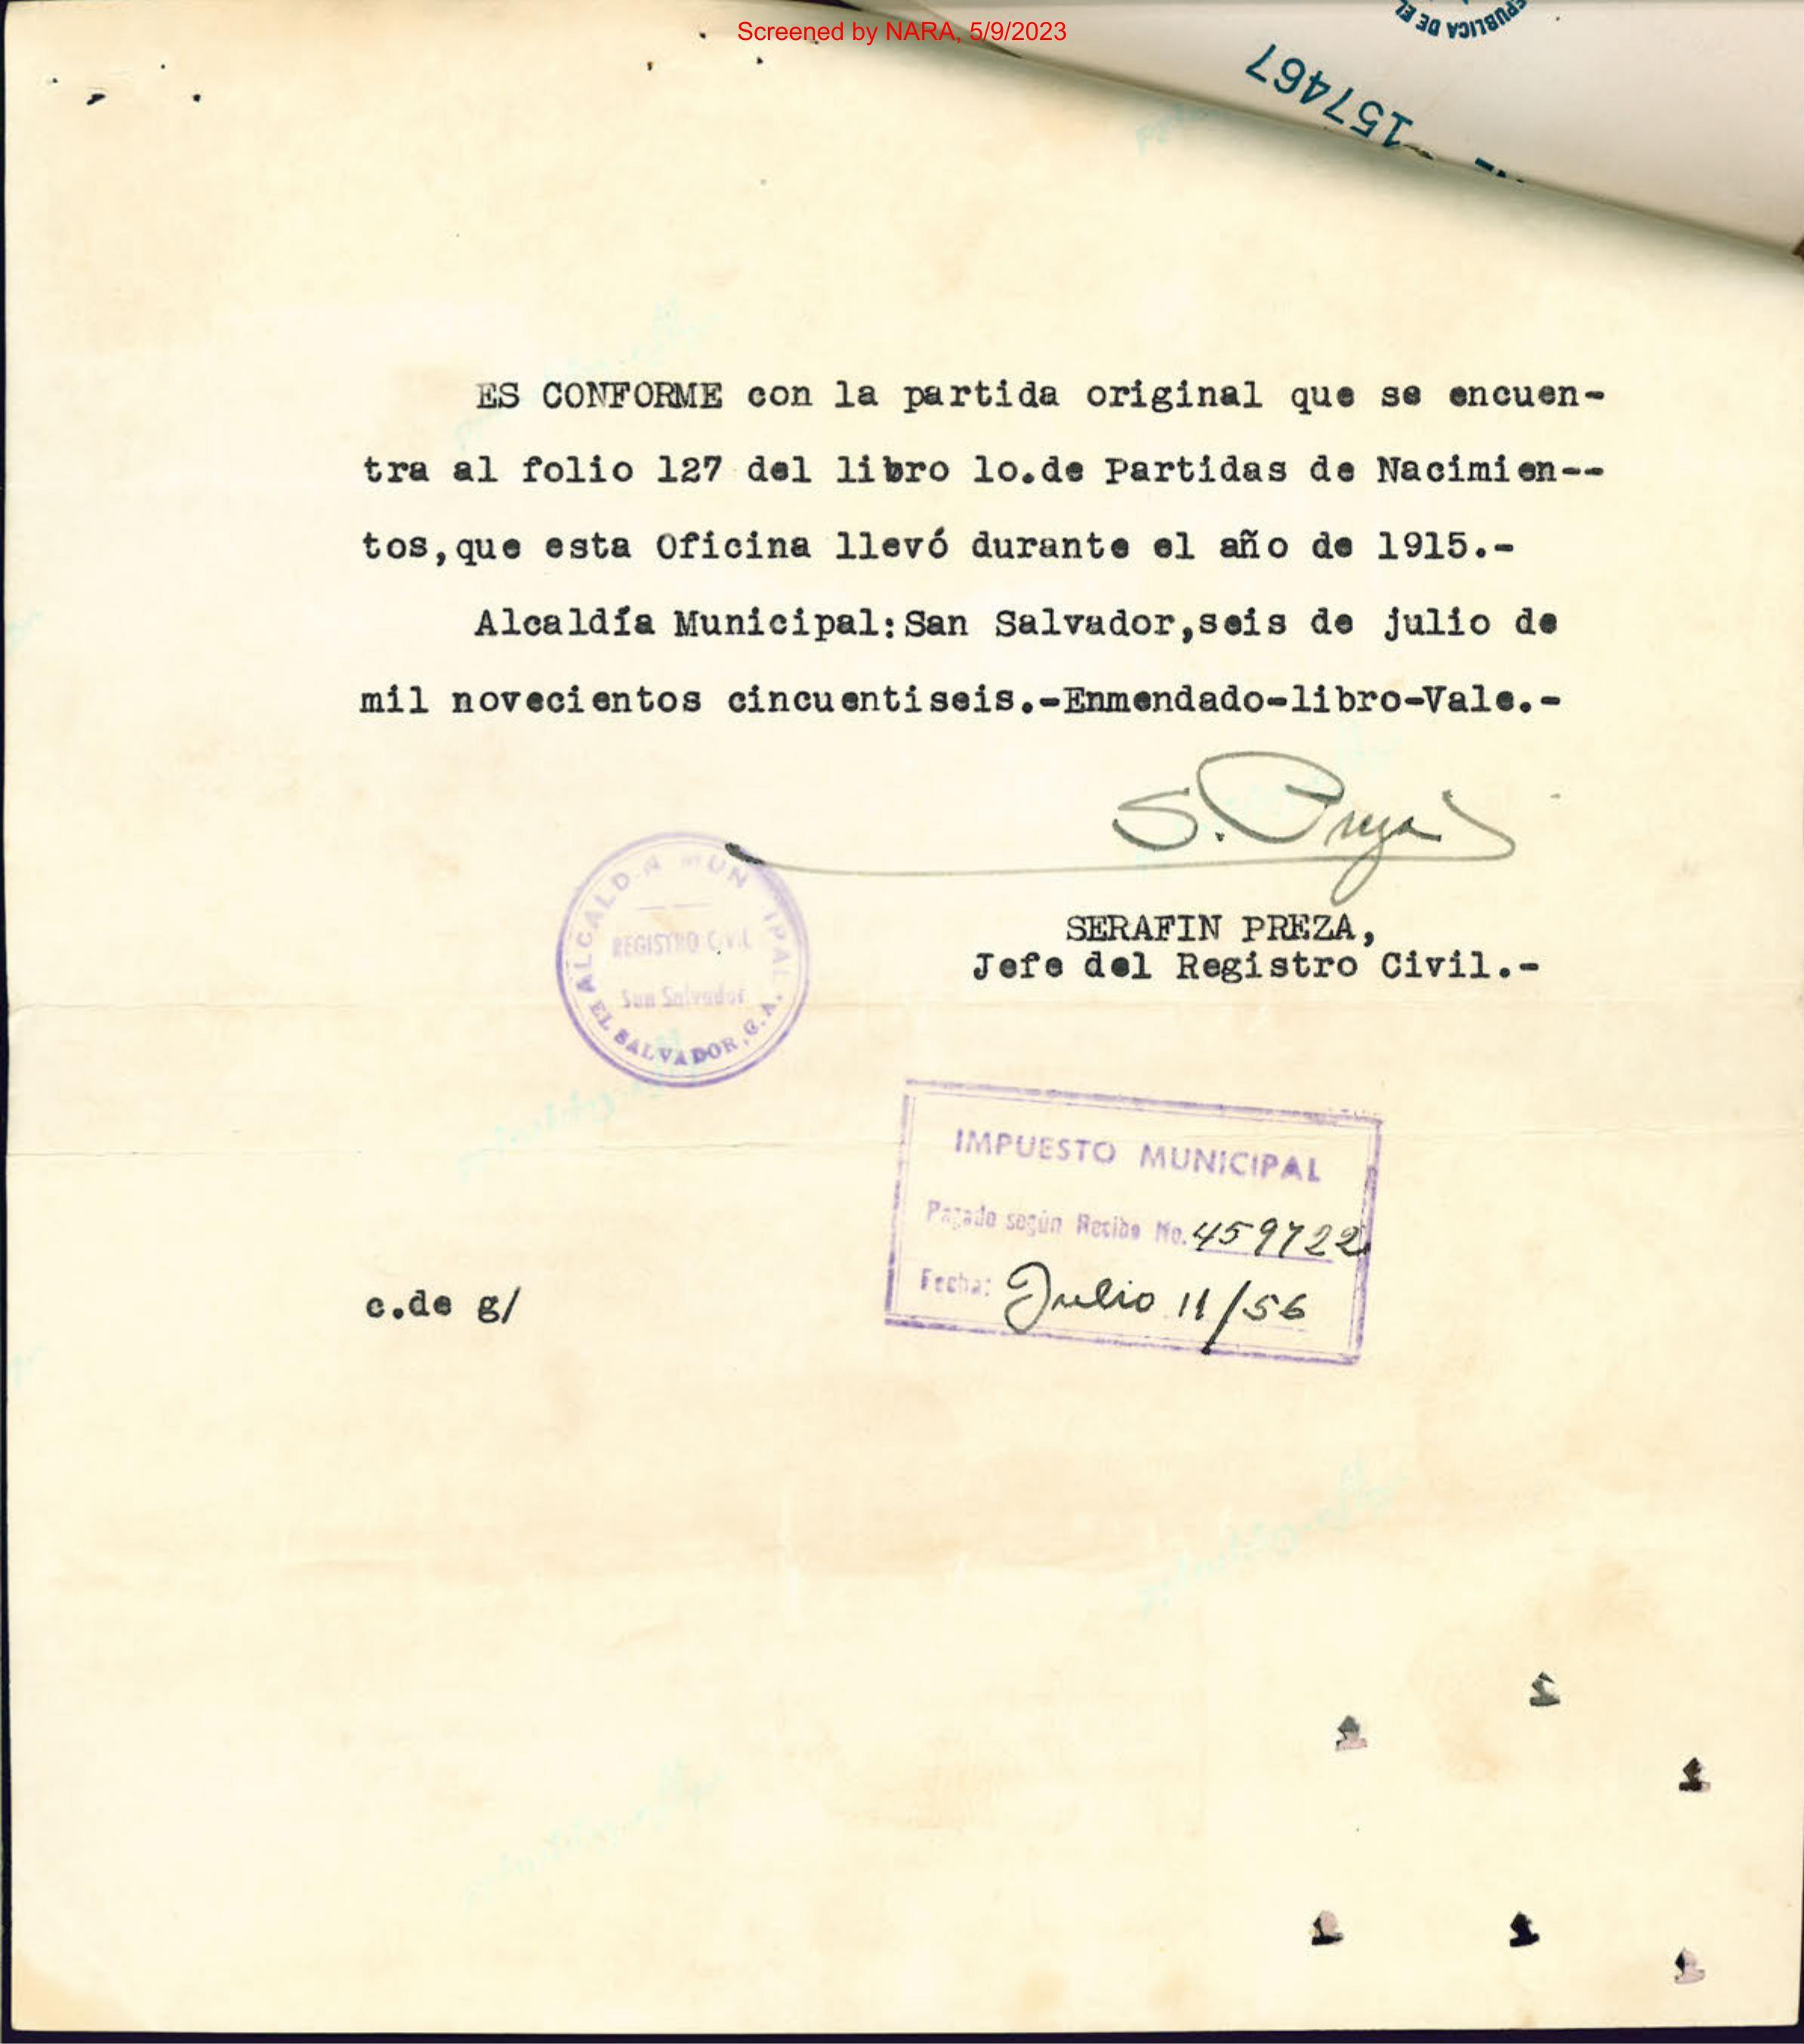 Screened by NARA, 5/9/2023
157467
ES CONFORME con la partida original que se encuen-
tra al folio 127 del libro lo.de Partidas de Nacimien--
tos,que esta Oficina llevó durante el año de 1915.-
Alcaldía Municipal:San Salvador,seis de julio de
mil novecientos cincuentiseis.-Enmendado-libro-Vale.-
S. Preza
SERAFIN PREZA,
Jefe del Registro Civil.-
ALCALDIA MUNICIPAL
REGISTRO CIVIL
San Salvador
EL SALVADOR, C. A.
IMPUESTO MUNICIPAL
Pagado según Recibo No. 459722
Fecha: Julio 11/56
c.de g/